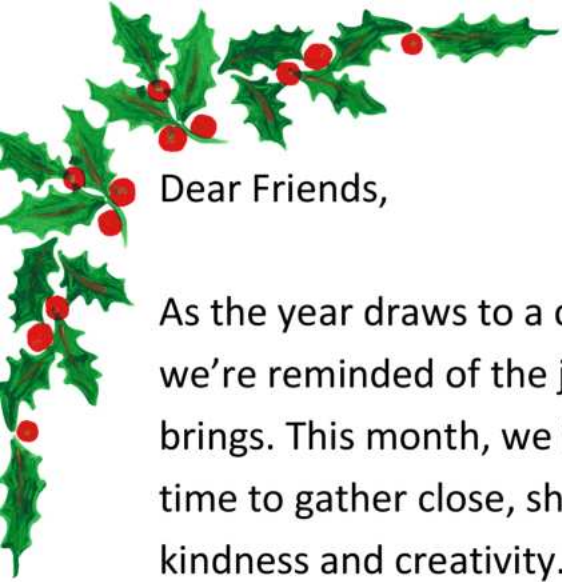 Dear Friends,
As the year draws to a
we're reminded of the
brings. This month, we
time to gather close,
kindness and creativity.